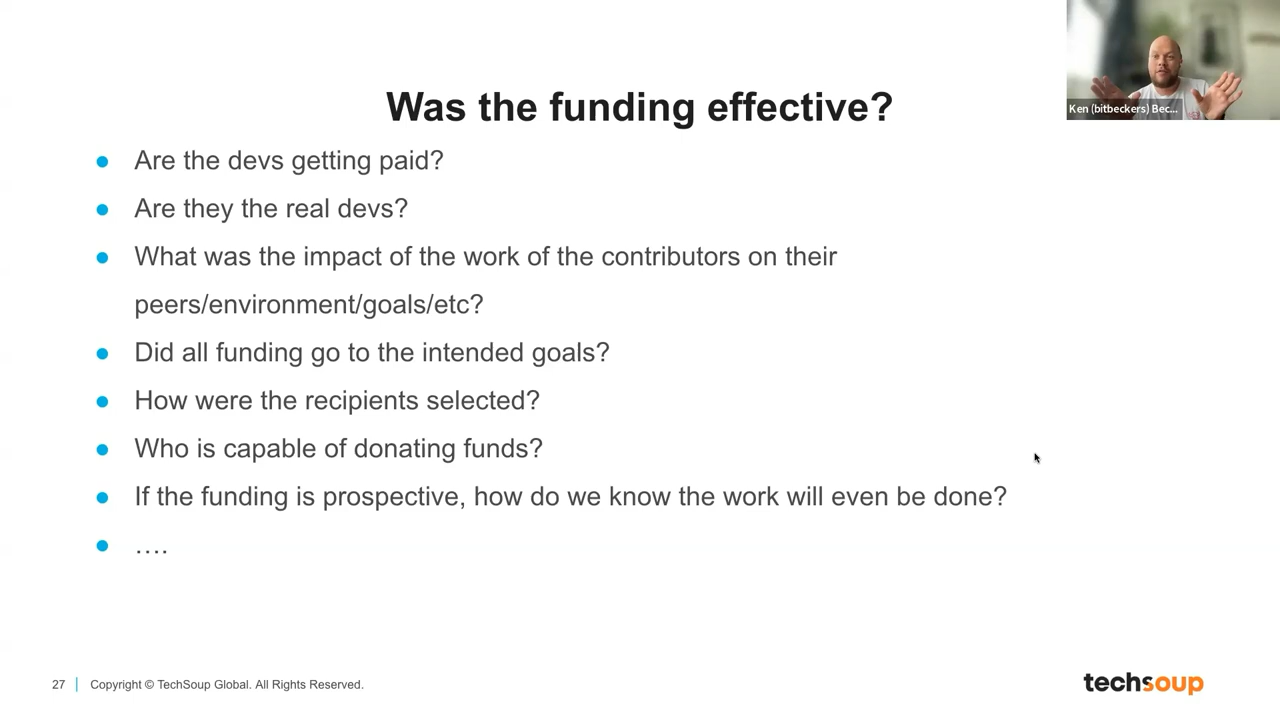 Was the funding effective?
Ken (bitbeckers) Bec...
● Are the devs getting paid?
● Are they the real devs?
● What was the impact of the work of the contributors on their
peers/environment/goals/etc?
● Did all funding go to the intended goals?
● How were the recipients selected?
● Who is capable of donating funds?
● If the funding is prospective, how do we know the work will even be done?
● ….
27 | Copyright © TechSoup Global. All Rights Reserved.
techsoup